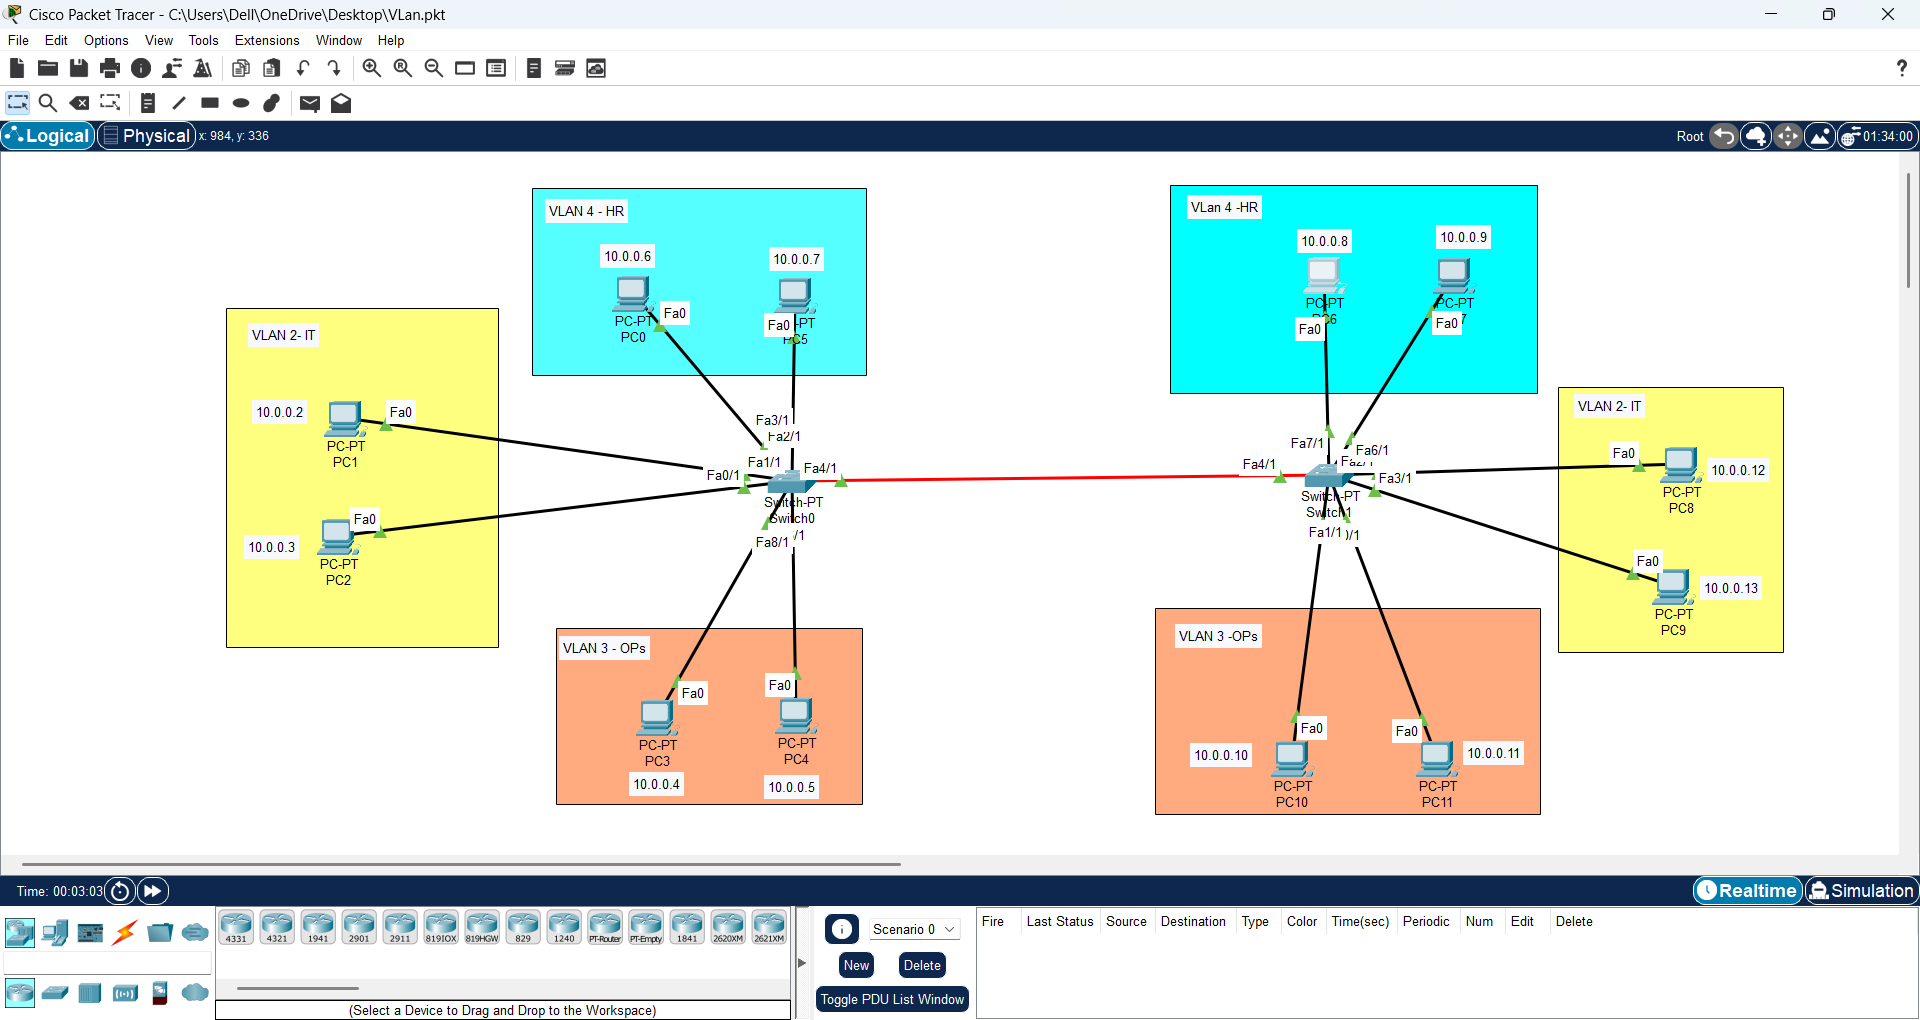 Cisco Packet Tracer - C:\Users\Dell\OneDrive\Desktop\VLan.pkt
File Edit Options View Tools Extensions Window Help
Logical Physical x: 984, y: 336 Root 01:34:00
VLAN 4 - HR
10.0.0.6
10.0.0.7
Fa0
PC-PT
PC0
Fa0
-PT
C5
VLan 4 -HR
10.0.0.8
10.0.0.9
PC-PT
Fa0
PC-PT
7
Fa0
VLAN 2- IT
10.0.0.2
Fa0
PC-PT
PC1
Fa0
10.0.0.3
PC-PT
PC2
Fa3/1
Fa2/1
Fa1/1
Fa0/1
Fa4/1
Switch-PT
Switch0
Fa8/1
/1
Fa4/1
Fa7/1
Fa6/1
Fa3/1
Switch-PT
Switch1
Fa1/1
/1
VLAN 2- IT
Fa0
10.0.0.12
PC-PT
PC8
Fa0
10.0.0.13
PC-PT
PC9
VLAN 3 - OPs
Fa0
Fa0
PC-PT
PC3
PC-PT
PC4
10.0.0.4
10.0.0.5
VLAN 3 -OPs
Fa0
Fa0
10.0.0.10
10.0.0.11
PC-PT
PC10
PC-PT
PC11
Time: 00:03:03 Realtime Simulation
4331 4321 1941 2901 2911 819IOX 819HGW 829 1240 PT-Router PT-Empty 1841 2620XM 2621XM
(Select a Device to Drag and Drop to the Workspace)
Scenario 0
New Delete
Toggle PDU List Window
Fire Last Status Source Destination Type Color Time(sec) Periodic Num Edit Delete